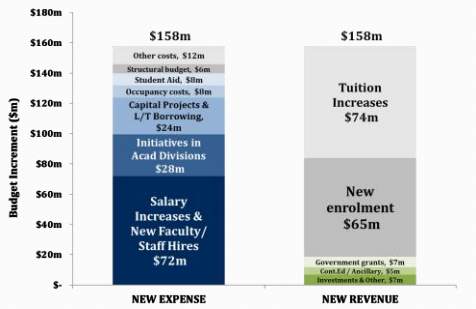 $180m
$160m
$140m
$120m
$100m
$80m
$60m
$40m
$20m
$-
Budget Increment ($m)
$158m
Other costs, $12m
Structural budget, $6m
Student Aid, $8m
Occupancy costs, $8m
Capital Projects &
L/T Borrowing,
$24m
Initiatives in
Acad Divisions
$28m
Salary
Increases &
New Faculty/
Staff Hires
$72m
NEW EXPENSE
$158m
Tuition
Increases
$74m
New
enrolment
$65m
Government grants, $7m
Cont.Ed / Ancillary, $5m
Investments & Other, $7m
NEW REVENUE